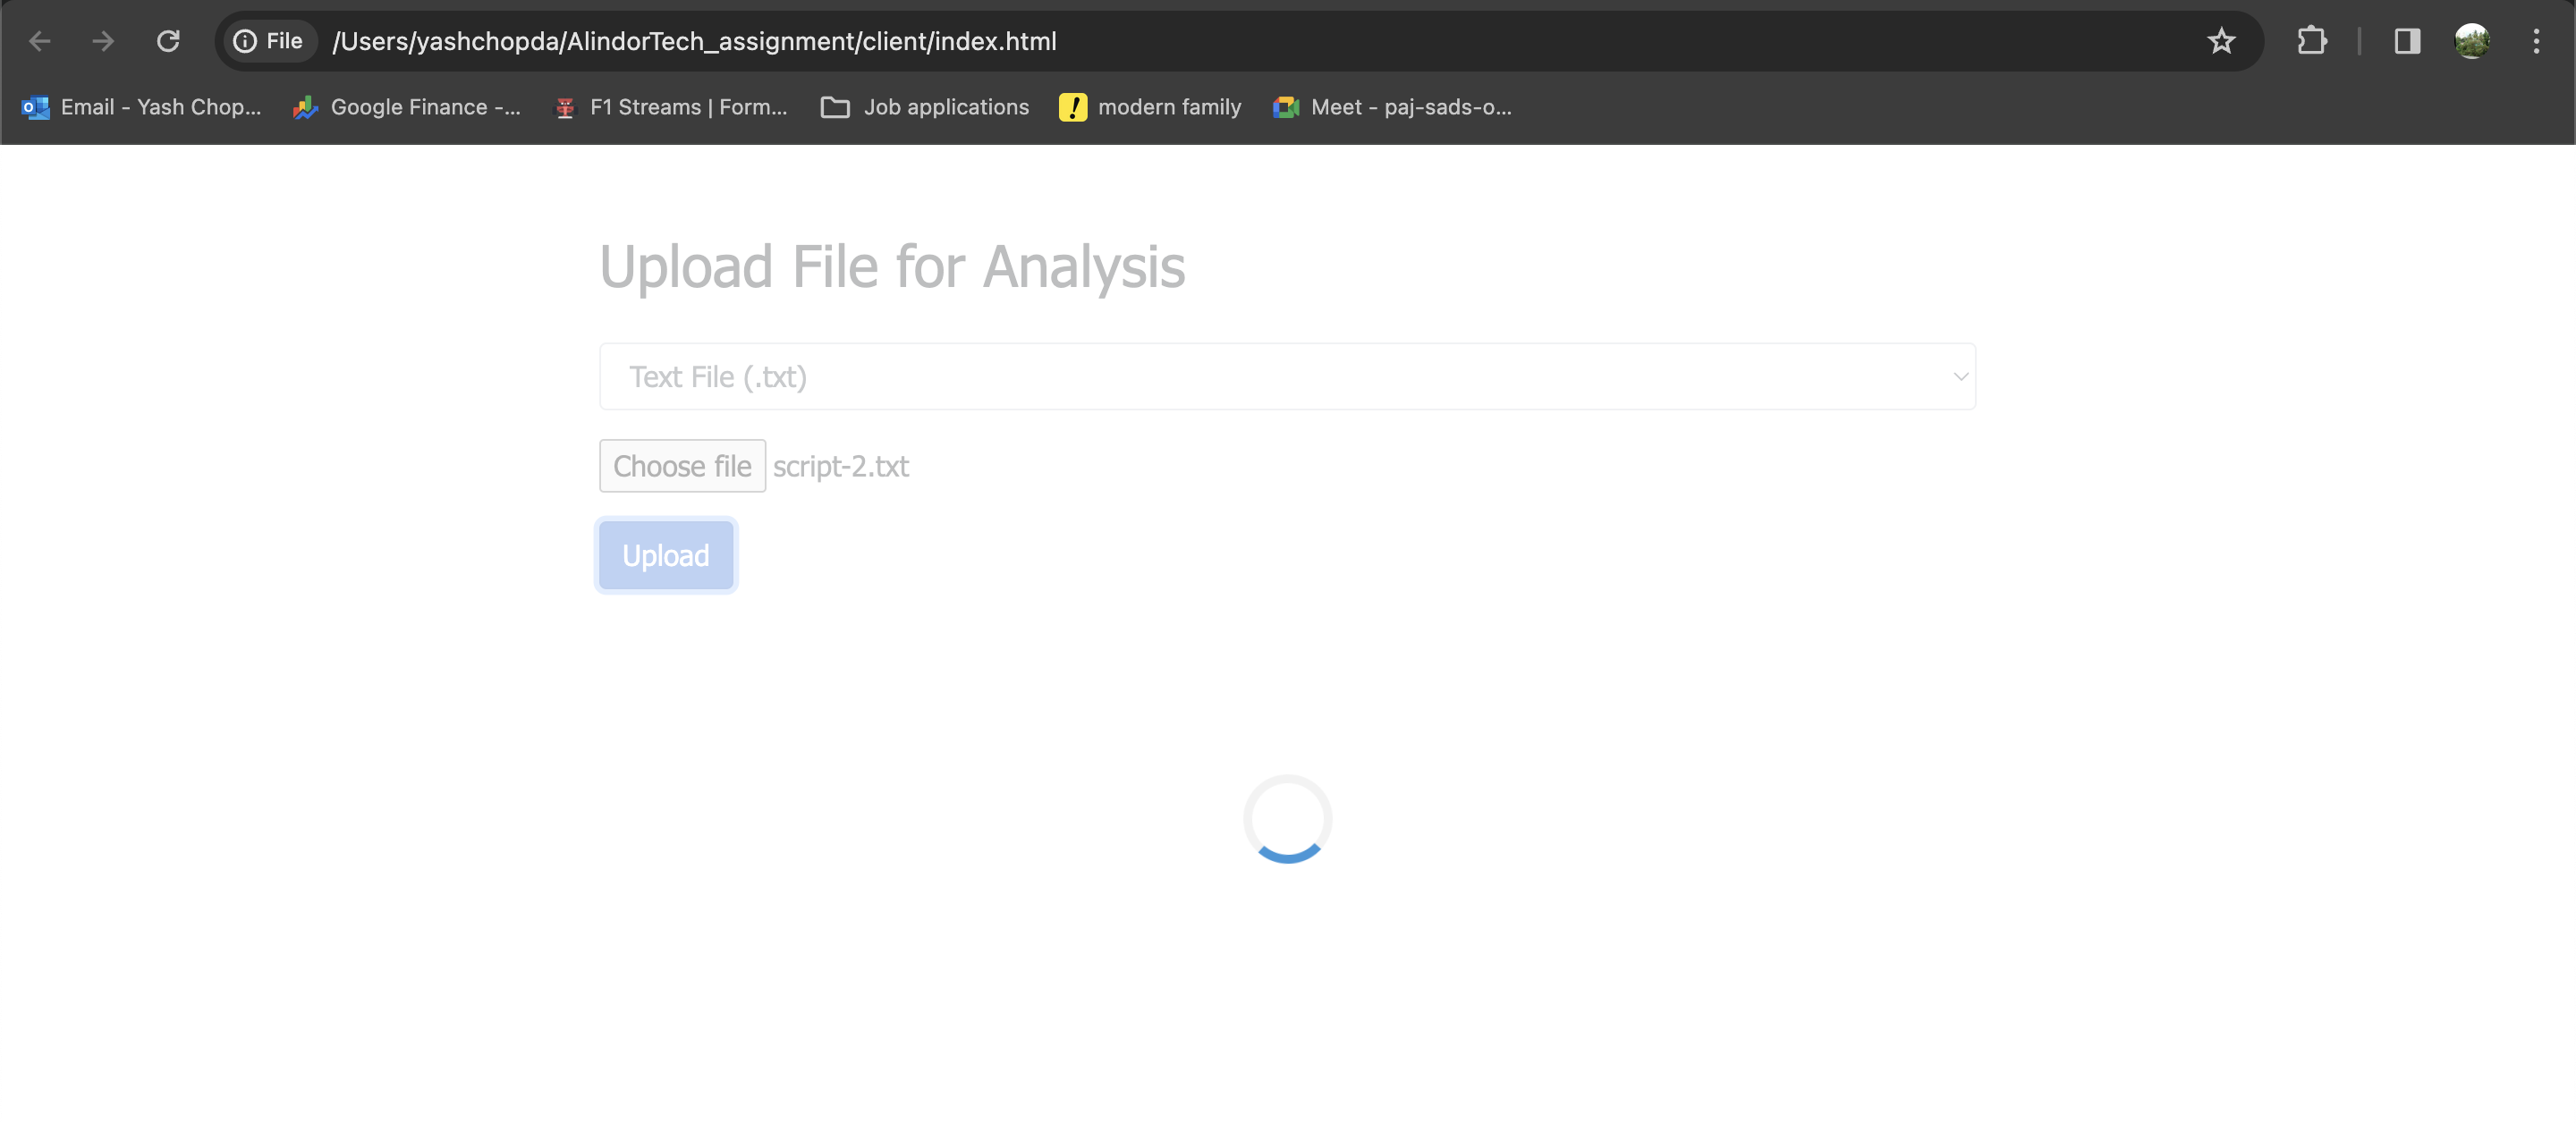 File /Users/yashchopda/AlindorTech_assignment/client/index.html
Email - Yash Chop... Google Finance -... F1 Streams | Form... Job applications modern family Meet - paj-sads-o...
Upload File for Analysis
Text File (.txt)
Choose file script-2.txt
Upload